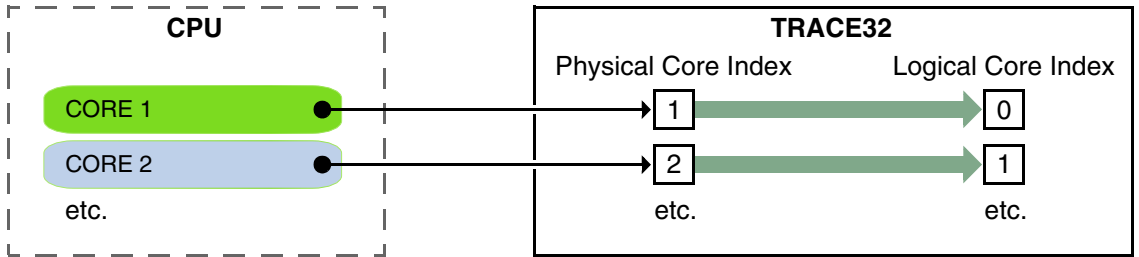 CPU
TRACE32
Physical Core Index
Logical Core Index
CORE 1
1
0
CORE 2
2
1
etc.
etc.
etc.